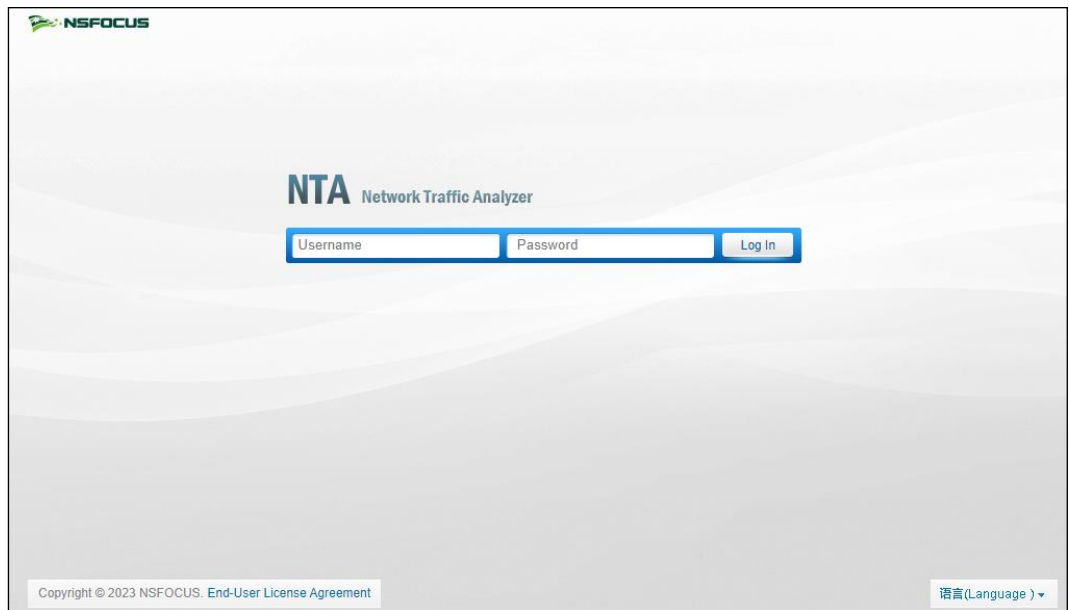 NSFOCUS
NTA Network Traffic Analyzer
Username Password Log In
Copyright © 2023 NSFOCUS. End-User License Agreement 语言(Language )